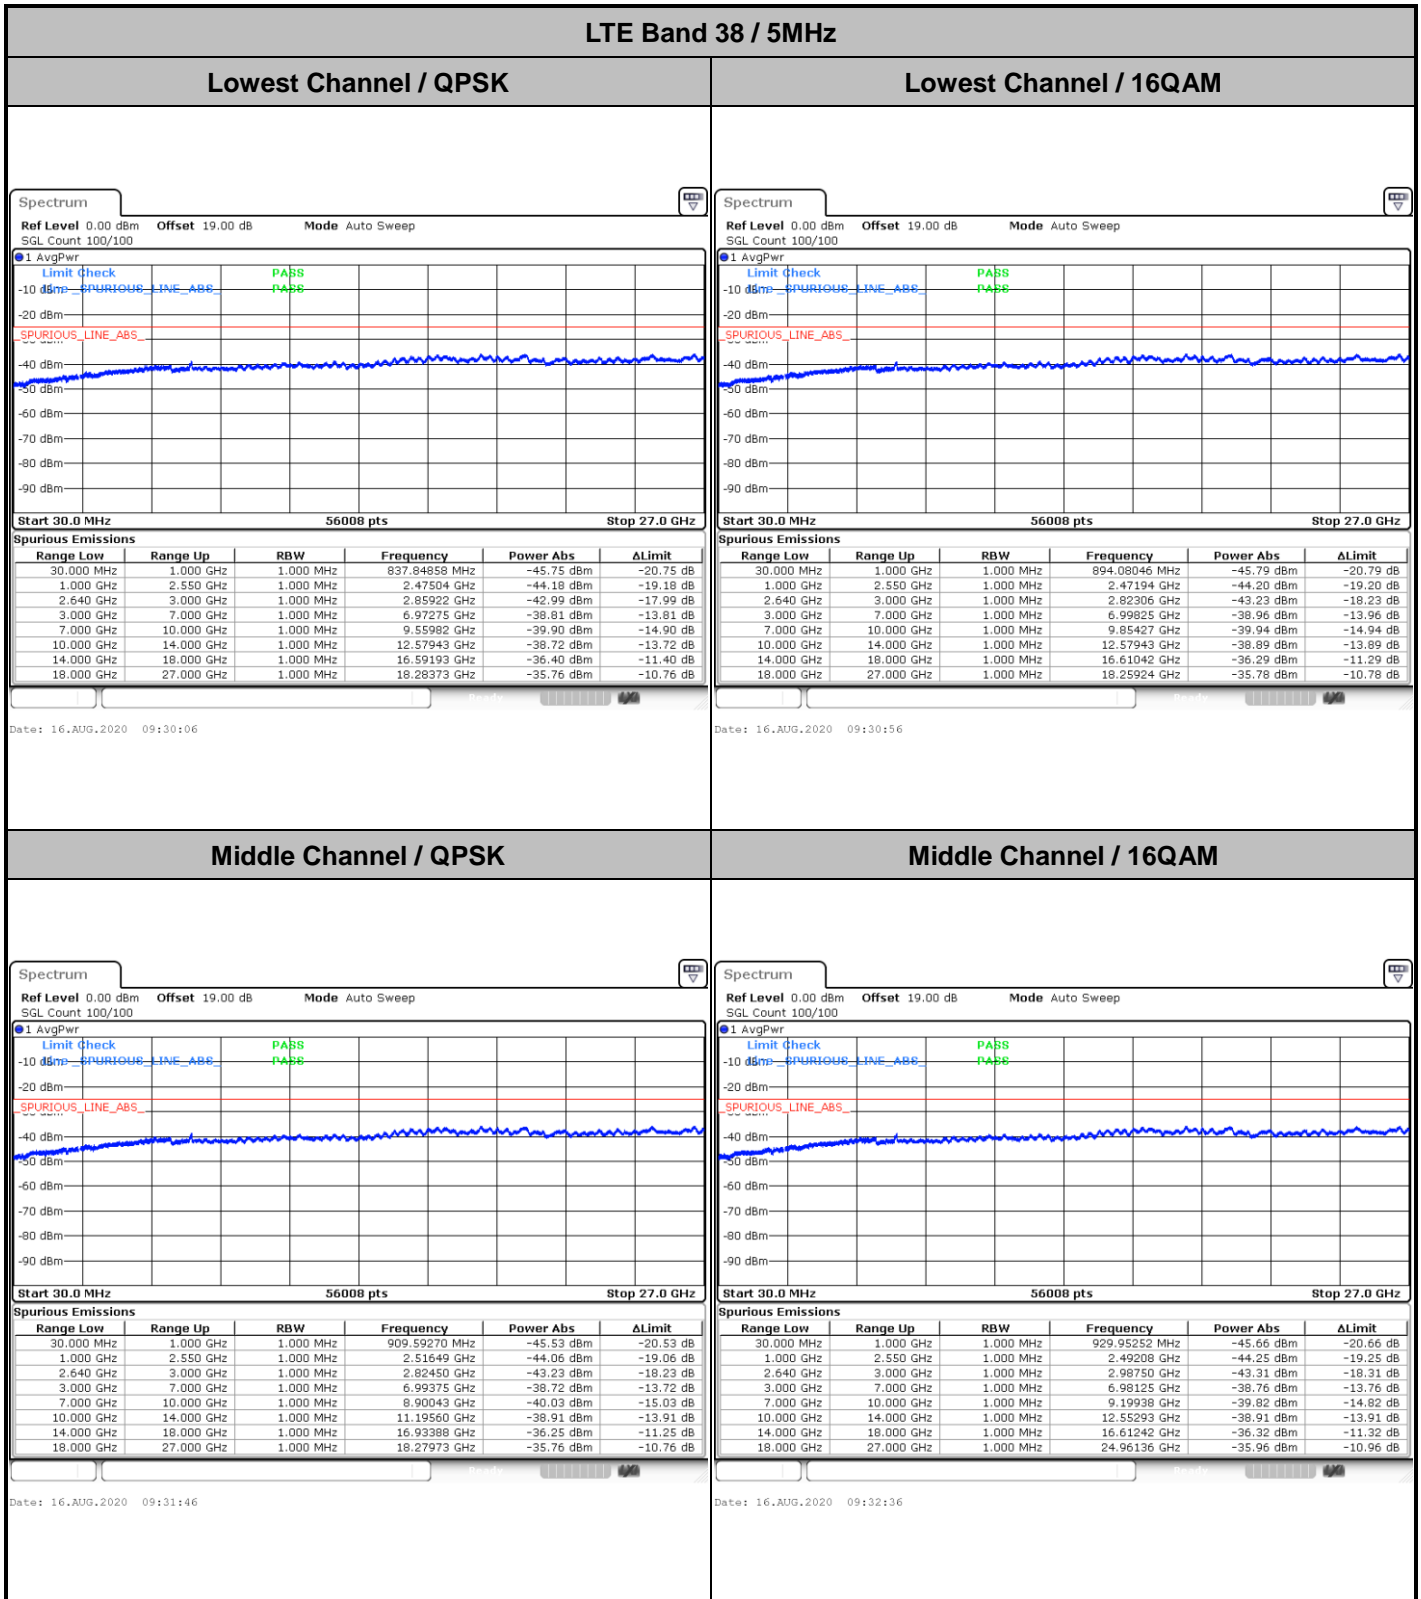 LTE Band 38 / 5MHz
Lowest Channel / QPSK
Lowest Channel / 16QAM
Spectrum
Ref Level 0.00 dBm Offset 19.00 dB Mode Auto Sweep
SGL Count 100/100
1 AvgPwr
Limit Check PASS
-10 dBm Line _SPURIOUS_LINE_ABS_ PASS
-20 dBm
_SPURIOUS_LINE_ABS_
-40 dBm
-50 dBm
-60 dBm
-70 dBm
-80 dBm
-90 dBm
Start 30.0 MHz 56008 pts Stop 27.0 GHz
Spurious Emissions
Range Low Range Up RBW Frequency Power Abs ΔLimit
30.000 MHz 1.000 GHz 1.000 MHz 837.84858 MHz -45.75 dBm -20.75 dB
1.000 GHz 2.550 GHz 1.000 MHz 2.47504 GHz -44.18 dBm -19.18 dB
2.640 GHz 3.000 GHz 1.000 MHz 2.85922 GHz -42.99 dBm -17.99 dB
3.000 GHz 7.000 GHz 1.000 MHz 6.97275 GHz -38.81 dBm -13.81 dB
7.000 GHz 10.000 GHz 1.000 MHz 9.55982 GHz -39.90 dBm -14.90 dB
10.000 GHz 14.000 GHz 1.000 MHz 12.57943 GHz -38.72 dBm -13.72 dB
14.000 GHz 18.000 GHz 1.000 MHz 16.59193 GHz -36.40 dBm -11.40 dB
18.000 GHz 27.000 GHz 1.000 MHz 18.28373 GHz -35.76 dBm -10.76 dB
Date: 16.AUG.2020 09:30:06
Spectrum
Ref Level 0.00 dBm Offset 19.00 dB Mode Auto Sweep
SGL Count 100/100
1 AvgPwr
Limit Check PASS
-10 dBm Line _SPURIOUS_LINE_ABS_ PASS
-20 dBm
_SPURIOUS_LINE_ABS_
-40 dBm
-50 dBm
-60 dBm
-70 dBm
-80 dBm
-90 dBm
Start 30.0 MHz 56008 pts Stop 27.0 GHz
Spurious Emissions
Range Low Range Up RBW Frequency Power Abs ΔLimit
30.000 MHz 1.000 GHz 1.000 MHz 894.08046 MHz -45.79 dBm -20.79 dB
1.000 GHz 2.550 GHz 1.000 MHz 2.47194 GHz -44.20 dBm -19.20 dB
2.640 GHz 3.000 GHz 1.000 MHz 2.82306 GHz -43.23 dBm -18.23 dB
3.000 GHz 7.000 GHz 1.000 MHz 6.99825 GHz -38.96 dBm -13.96 dB
7.000 GHz 10.000 GHz 1.000 MHz 9.85427 GHz -39.94 dBm -14.94 dB
10.000 GHz 14.000 GHz 1.000 MHz 12.57943 GHz -38.89 dBm -13.89 dB
14.000 GHz 18.000 GHz 1.000 MHz 16.61042 GHz -36.29 dBm -11.29 dB
18.000 GHz 27.000 GHz 1.000 MHz 18.25924 GHz -35.78 dBm -10.78 dB
Date: 16.AUG.2020 09:30:56
Middle Channel / QPSK
Middle Channel / 16QAM
Spectrum
Ref Level 0.00 dBm Offset 19.00 dB Mode Auto Sweep
SGL Count 100/100
1 AvgPwr
Limit Check PASS
-10 dBm Line _SPURIOUS_LINE_ABS_ PASS
-20 dBm
_SPURIOUS_LINE_ABS_
-40 dBm
-50 dBm
-60 dBm
-70 dBm
-80 dBm
-90 dBm
Start 30.0 MHz 56008 pts Stop 27.0 GHz
Spurious Emissions
Range Low Range Up RBW Frequency Power Abs ΔLimit
30.000 MHz 1.000 GHz 1.000 MHz 909.59270 MHz -45.53 dBm -20.53 dB
1.000 GHz 2.550 GHz 1.000 MHz 2.51649 GHz -44.06 dBm -19.06 dB
2.640 GHz 3.000 GHz 1.000 MHz 2.82450 GHz -43.23 dBm -18.23 dB
3.000 GHz 7.000 GHz 1.000 MHz 6.99375 GHz -38.72 dBm -13.72 dB
7.000 GHz 10.000 GHz 1.000 MHz 8.90043 GHz -40.03 dBm -15.03 dB
10.000 GHz 14.000 GHz 1.000 MHz 11.19560 GHz -38.91 dBm -13.91 dB
14.000 GHz 18.000 GHz 1.000 MHz 16.93388 GHz -36.25 dBm -11.25 dB
18.000 GHz 27.000 GHz 1.000 MHz 18.27973 GHz -35.76 dBm -10.76 dB
Date: 16.AUG.2020 09:31:46
Spectrum
Ref Level 0.00 dBm Offset 19.00 dB Mode Auto Sweep
SGL Count 100/100
1 AvgPwr
Limit Check PASS
-10 dBm Line _SPURIOUS_LINE_ABS_ PASS
-20 dBm
_SPURIOUS_LINE_ABS_
-40 dBm
-50 dBm
-60 dBm
-70 dBm
-80 dBm
-90 dBm
Start 30.0 MHz 56008 pts Stop 27.0 GHz
Spurious Emissions
Range Low Range Up RBW Frequency Power Abs ΔLimit
30.000 MHz 1.000 GHz 1.000 MHz 929.95252 MHz -45.66 dBm -20.66 dB
1.000 GHz 2.550 GHz 1.000 MHz 2.49208 GHz -44.25 dBm -19.25 dB
2.640 GHz 3.000 GHz 1.000 MHz 2.98750 GHz -43.31 dBm -18.31 dB
3.000 GHz 7.000 GHz 1.000 MHz 6.98125 GHz -38.76 dBm -13.76 dB
7.000 GHz 10.000 GHz 1.000 MHz 9.19938 GHz -39.82 dBm -14.82 dB
10.000 GHz 14.000 GHz 1.000 MHz 12.55293 GHz -38.91 dBm -13.91 dB
14.000 GHz 18.000 GHz 1.000 MHz 16.61242 GHz -36.32 dBm -11.32 dB
18.000 GHz 27.000 GHz 1.000 MHz 24.96136 GHz -35.96 dBm -10.96 dB
Date: 16.AUG.2020 09:32:36